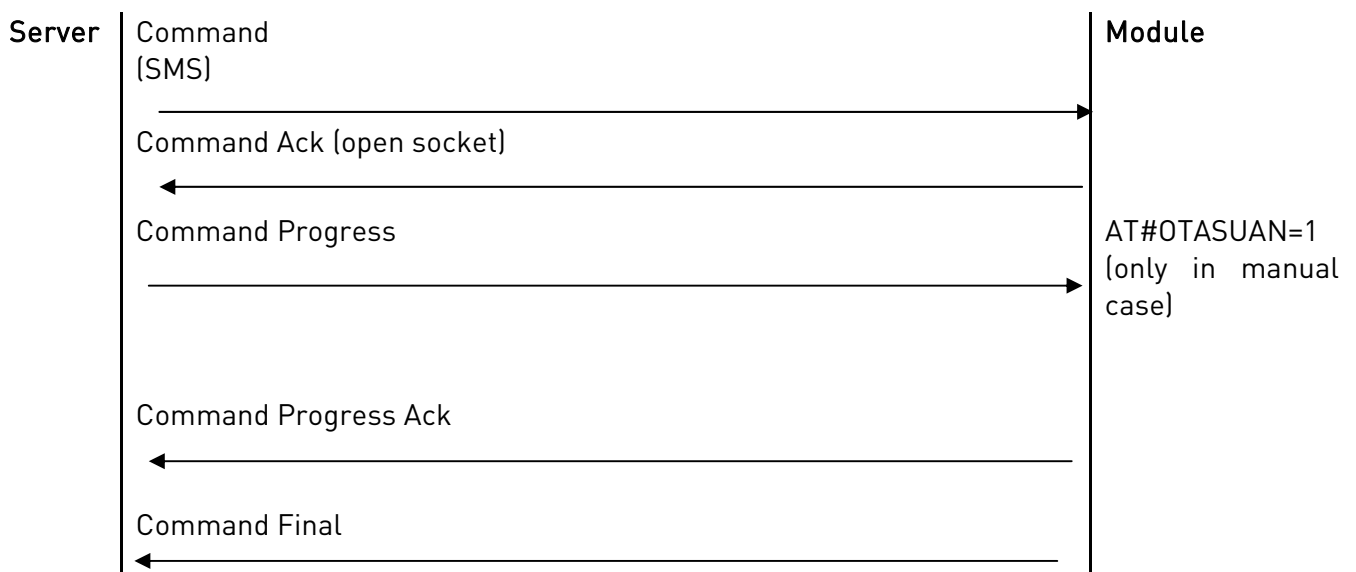 Server
Command
(SMS)
Module
Command Ack (open socket)
Command Progress
AT#OTASUAN=1
(only in manual
case)
Command Progress Ack
Command Final